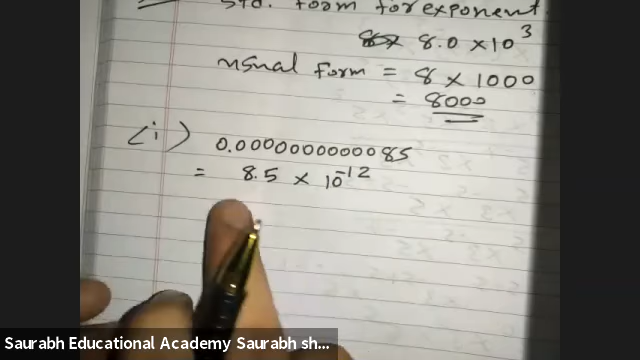 Std. form for exponent
8.0 × 10³
usual form = 8 × 1000
= 8000
(i) 0.0000000000085
= 8.5 × 10⁻¹²
Saurabh Educational Academy Saurabh sh...